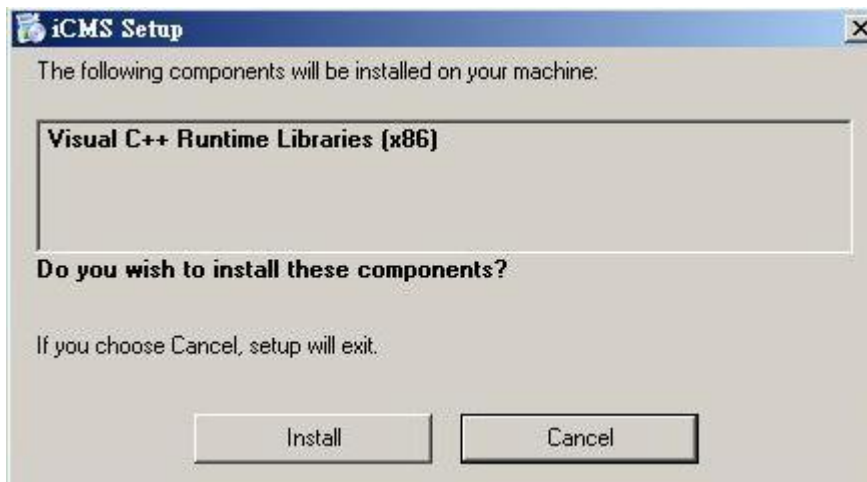 iCMS Setup
The following components will be installed on your machine:
Visual C++ Runtime Libraries (x86)
Do you wish to install these components?
If you choose Cancel, setup will exit.
Install
Cancel